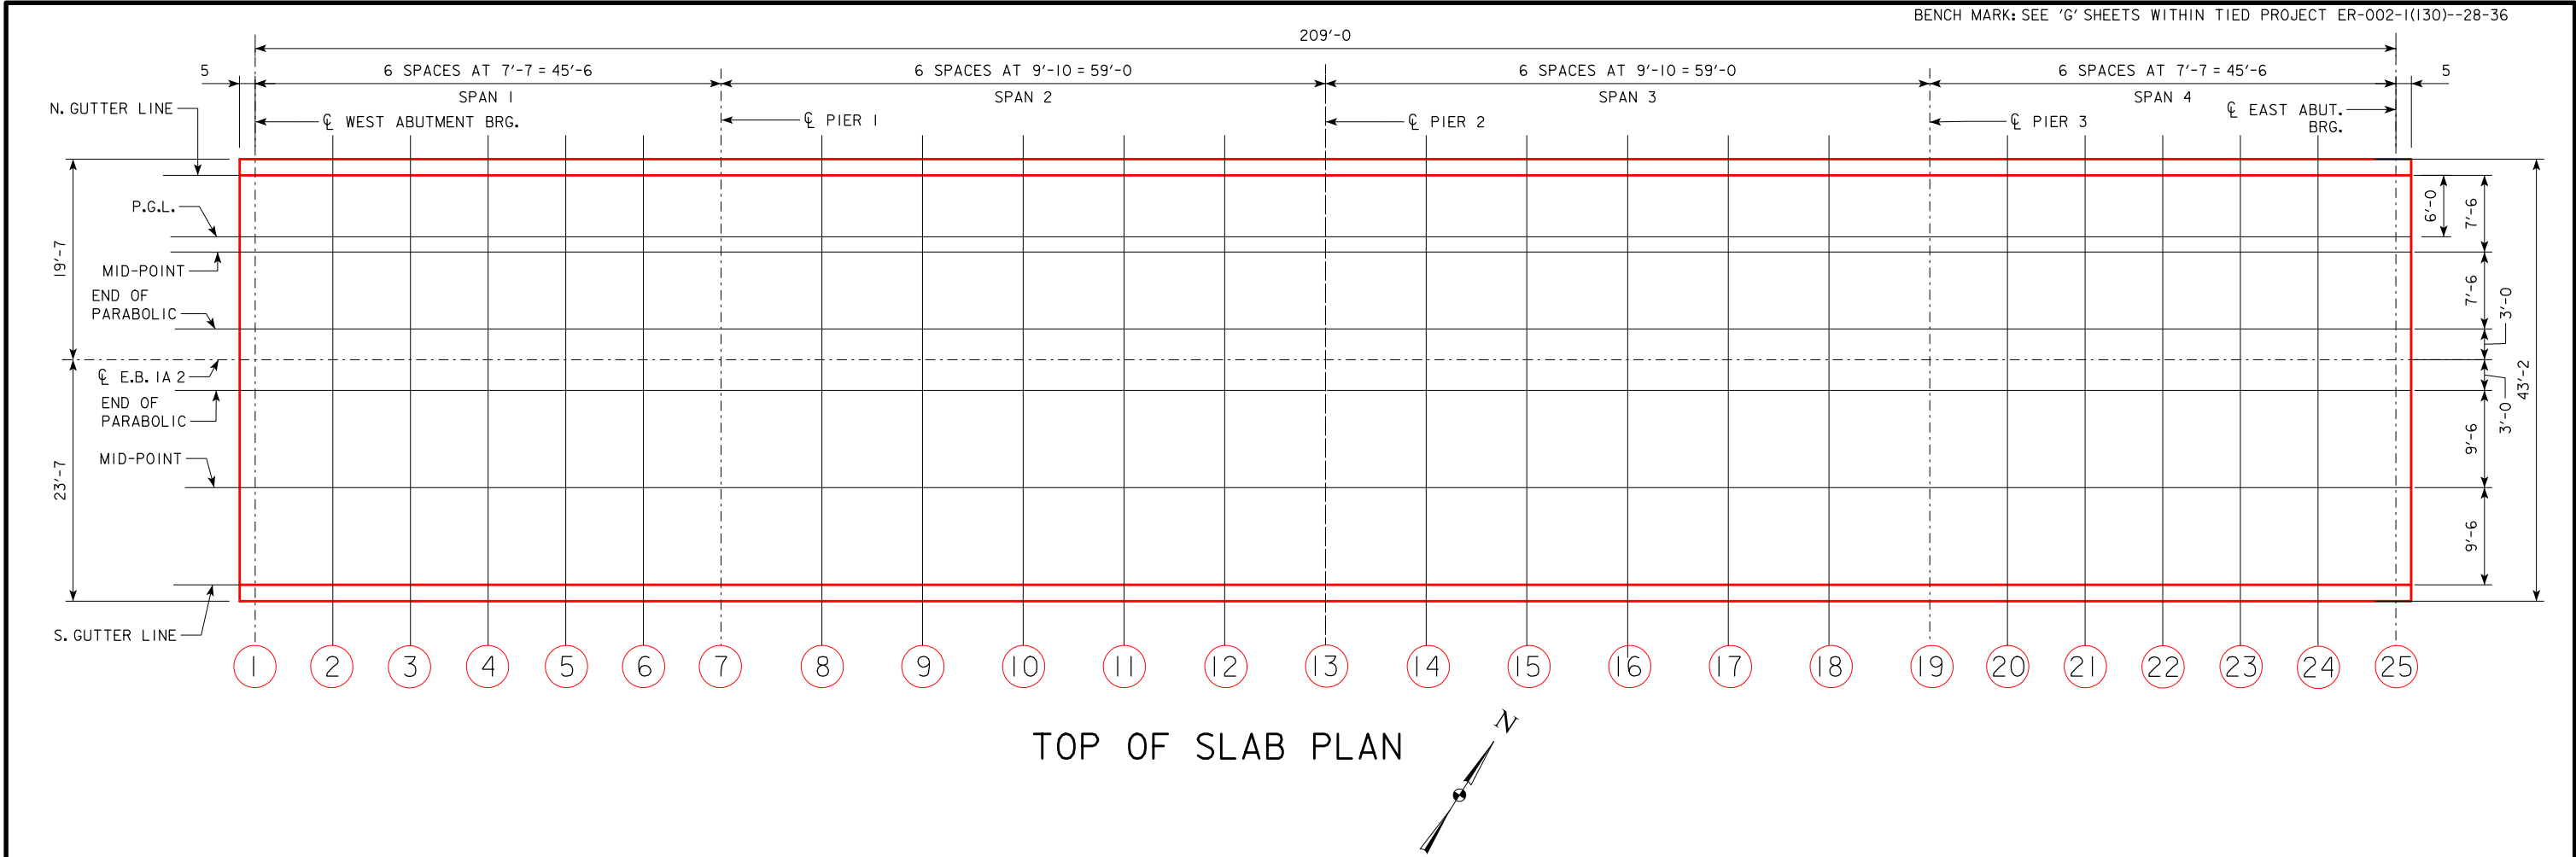 BENCH MARK: SEE 'G' SHEETS WITHIN TIED PROJECT ER-002-1(130)--28-36
209'-0
5
6 SPACES AT 7'-7 = 45'-6
6 SPACES AT 9'-10 = 59'-0
6 SPACES AT 9'-10 = 59'-0
6 SPACES AT 7'-7 = 45'-6
5
SPAN 1
SPAN 2
SPAN 3
SPAN 4
N. GUTTER LINE
℄ WEST ABUTMENT BRG.
℄ PIER 1
℄ PIER 2
℄ PIER 3
℄ EAST ABUT.
BRG.
P.G.L.
MID-POINT
END OF
PARABOLIC
℄ E.B. IA 2
END OF
PARABOLIC
MID-POINT
S. GUTTER LINE
19'-7
23'-7
6'-0
7'-6
7'-6
3'-0
3'-0
9'-6
9'-6
43'-2
1
2
3
4
5
6
7
8
9
10
11
12
13
14
15
16
17
18
19
20
21
22
23
24
25
TOP OF SLAB PLAN
N